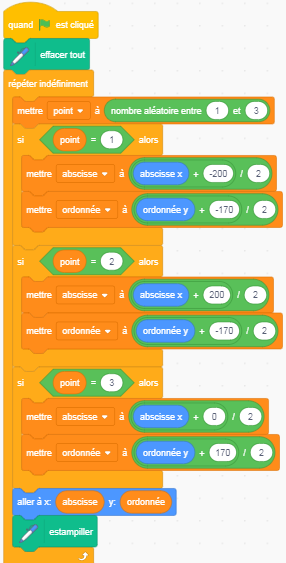 quand est cliqué
effacer tout
répéter indéfiniment
mettre point à nombre aléatoire entre 1 et 3
si point = 1 alors
mettre abscisse à abscisse x + -200 / 2
mettre ordonnée à ordonnée y + -170 / 2
si point = 2 alors
mettre abscisse à abscisse x + 200 / 2
mettre ordonnée à ordonnée y + -170 / 2
si point = 3 alors
mettre abscisse à abscisse x + 0 / 2
mettre ordonnée à ordonnée y + 170 / 2
aller à x: abscisse y: ordonnée
estampiller